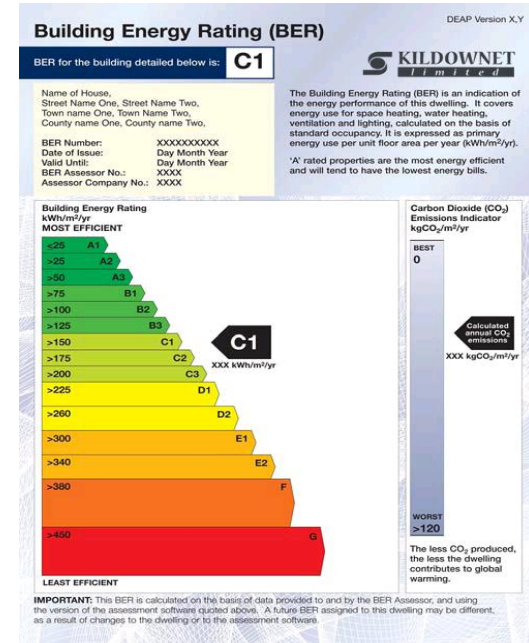 DEAP Version X,Y
Building Energy Rating (BER)
BER for the building detailed below is: C1
KILDOWNET
limited
Name of House,
Street Name One, Street Name Two,
Town name One, Town Name Two,
County name One, County name Two,
BER Number: XXXXXXXXXX
Date of Issue: Day Month Year
Valid Until: Day Month Year
BER Assessor No.: XXXX
Assessor Company No.: XXXX
The Building Energy Rating (BER) is an indication of
the energy performance of this dwelling. It covers
energy use for space heating, water heating,
ventilation and lighting, calculated on the basis of
standard occupancy. It is expressed as primary
energy use per unit floor area per year (kWh/m²/yr).
'A' rated properties are the most energy efficient
and will tend to have the lowest energy bills.
Building Energy Rating
kWh/m²/yr
MOST EFFICIENT
≤25 A1
>25 A2
>50 A3
>75 B1
>100 B2
>125 B3
>150 C1
>175 C2
>200 C3
>225 D1
>260 D2
>300 E1
>340 E2
>380 F
>450 G
LEAST EFFICIENT
C1
XXX kWh/m²/yr
Carbon Dioxide (CO₂)
Emissions Indicator
kgCO₂/m²/yr
BEST
0
Calculated
annual CO₂
emissions
XXX kgCO₂/m²/yr
WORST
>120
The less CO₂ produced,
the less the dwelling
contributes to global
warming.
IMPORTANT: This BER is calculated on the basis of data provided to and by the BER Assessor, and using
the version of the assessment software quoted above. A future BER assigned to this dwelling may be different,
as a result of changes to the dwelling or to the assessment software.